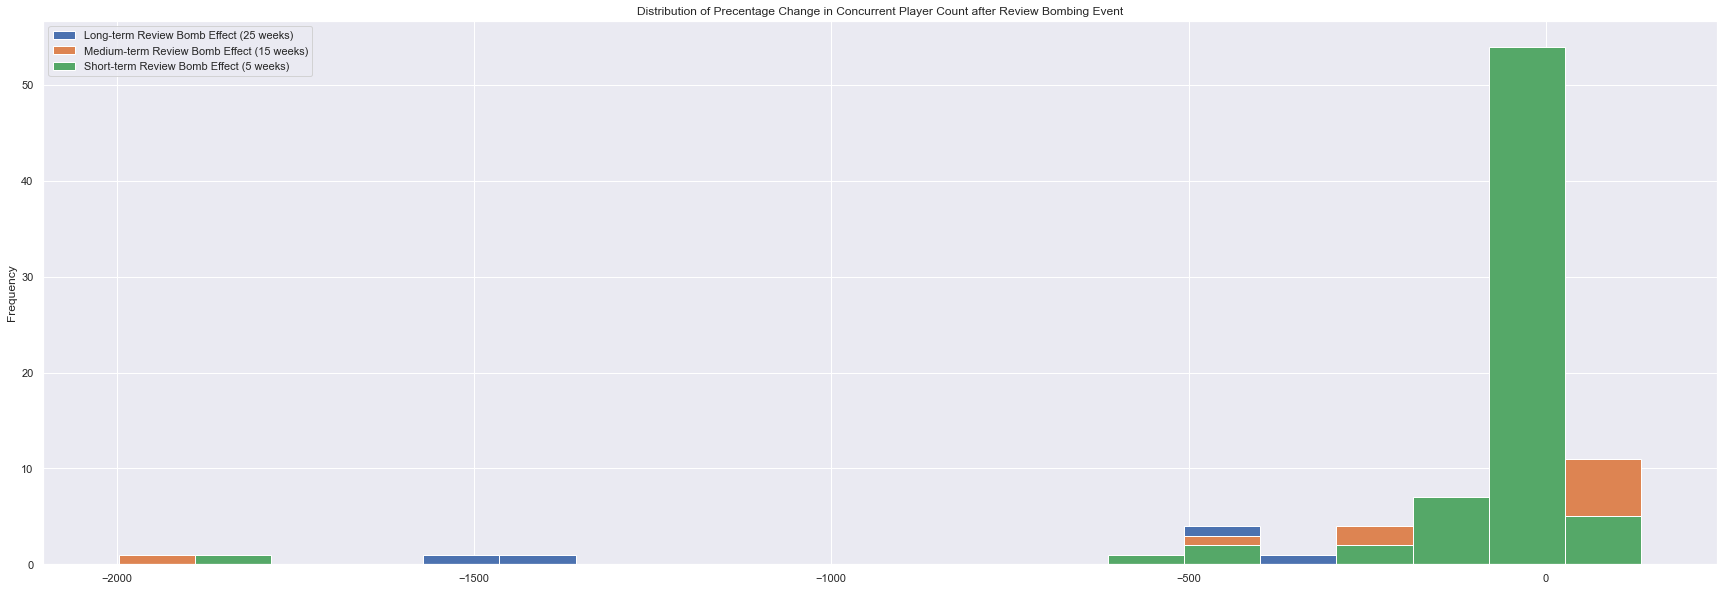 Distribution of Precentage Change in Concurrent Player Count after Review Bombing Event
Long-term Review Bomb Effect (25 weeks)
Medium-term Review Bomb Effect (15 weeks)
Short-term Review Bomb Effect (5 weeks)
Frequency
50
40
30
20
10
0
−2000
−1500
−1000
−500
0